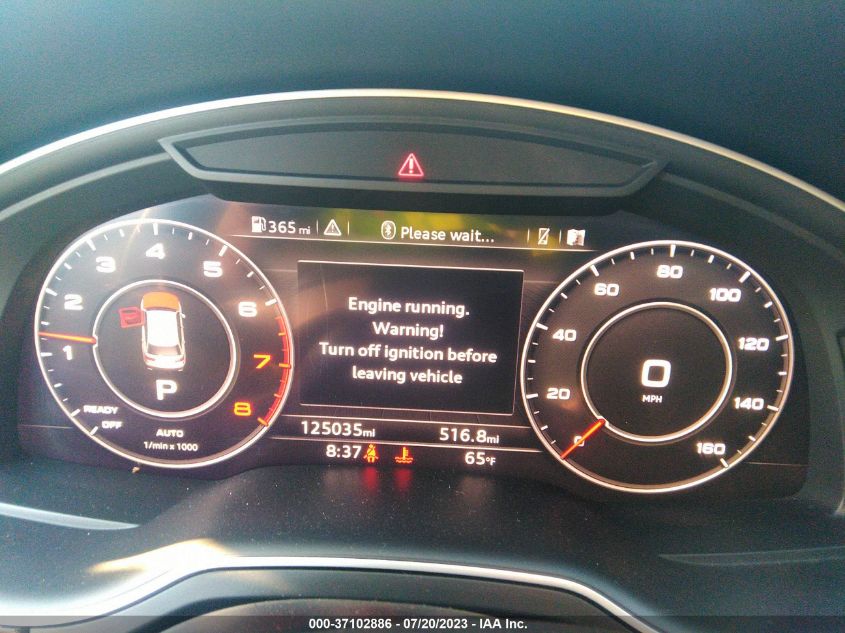 365 mi
Please wait...
Engine running.
Warning!
Turn off ignition before
leaving vehicle
1 2 3 4 5 6 7 8
P
READY
OFF
AUTO
1/min x 1000
0 20 40 60 80 100 120 140 160
0
MPH
125035mi 516.8mi
8:37 65°F
000-37102886 / 07/20/2023 - IAA Inc.